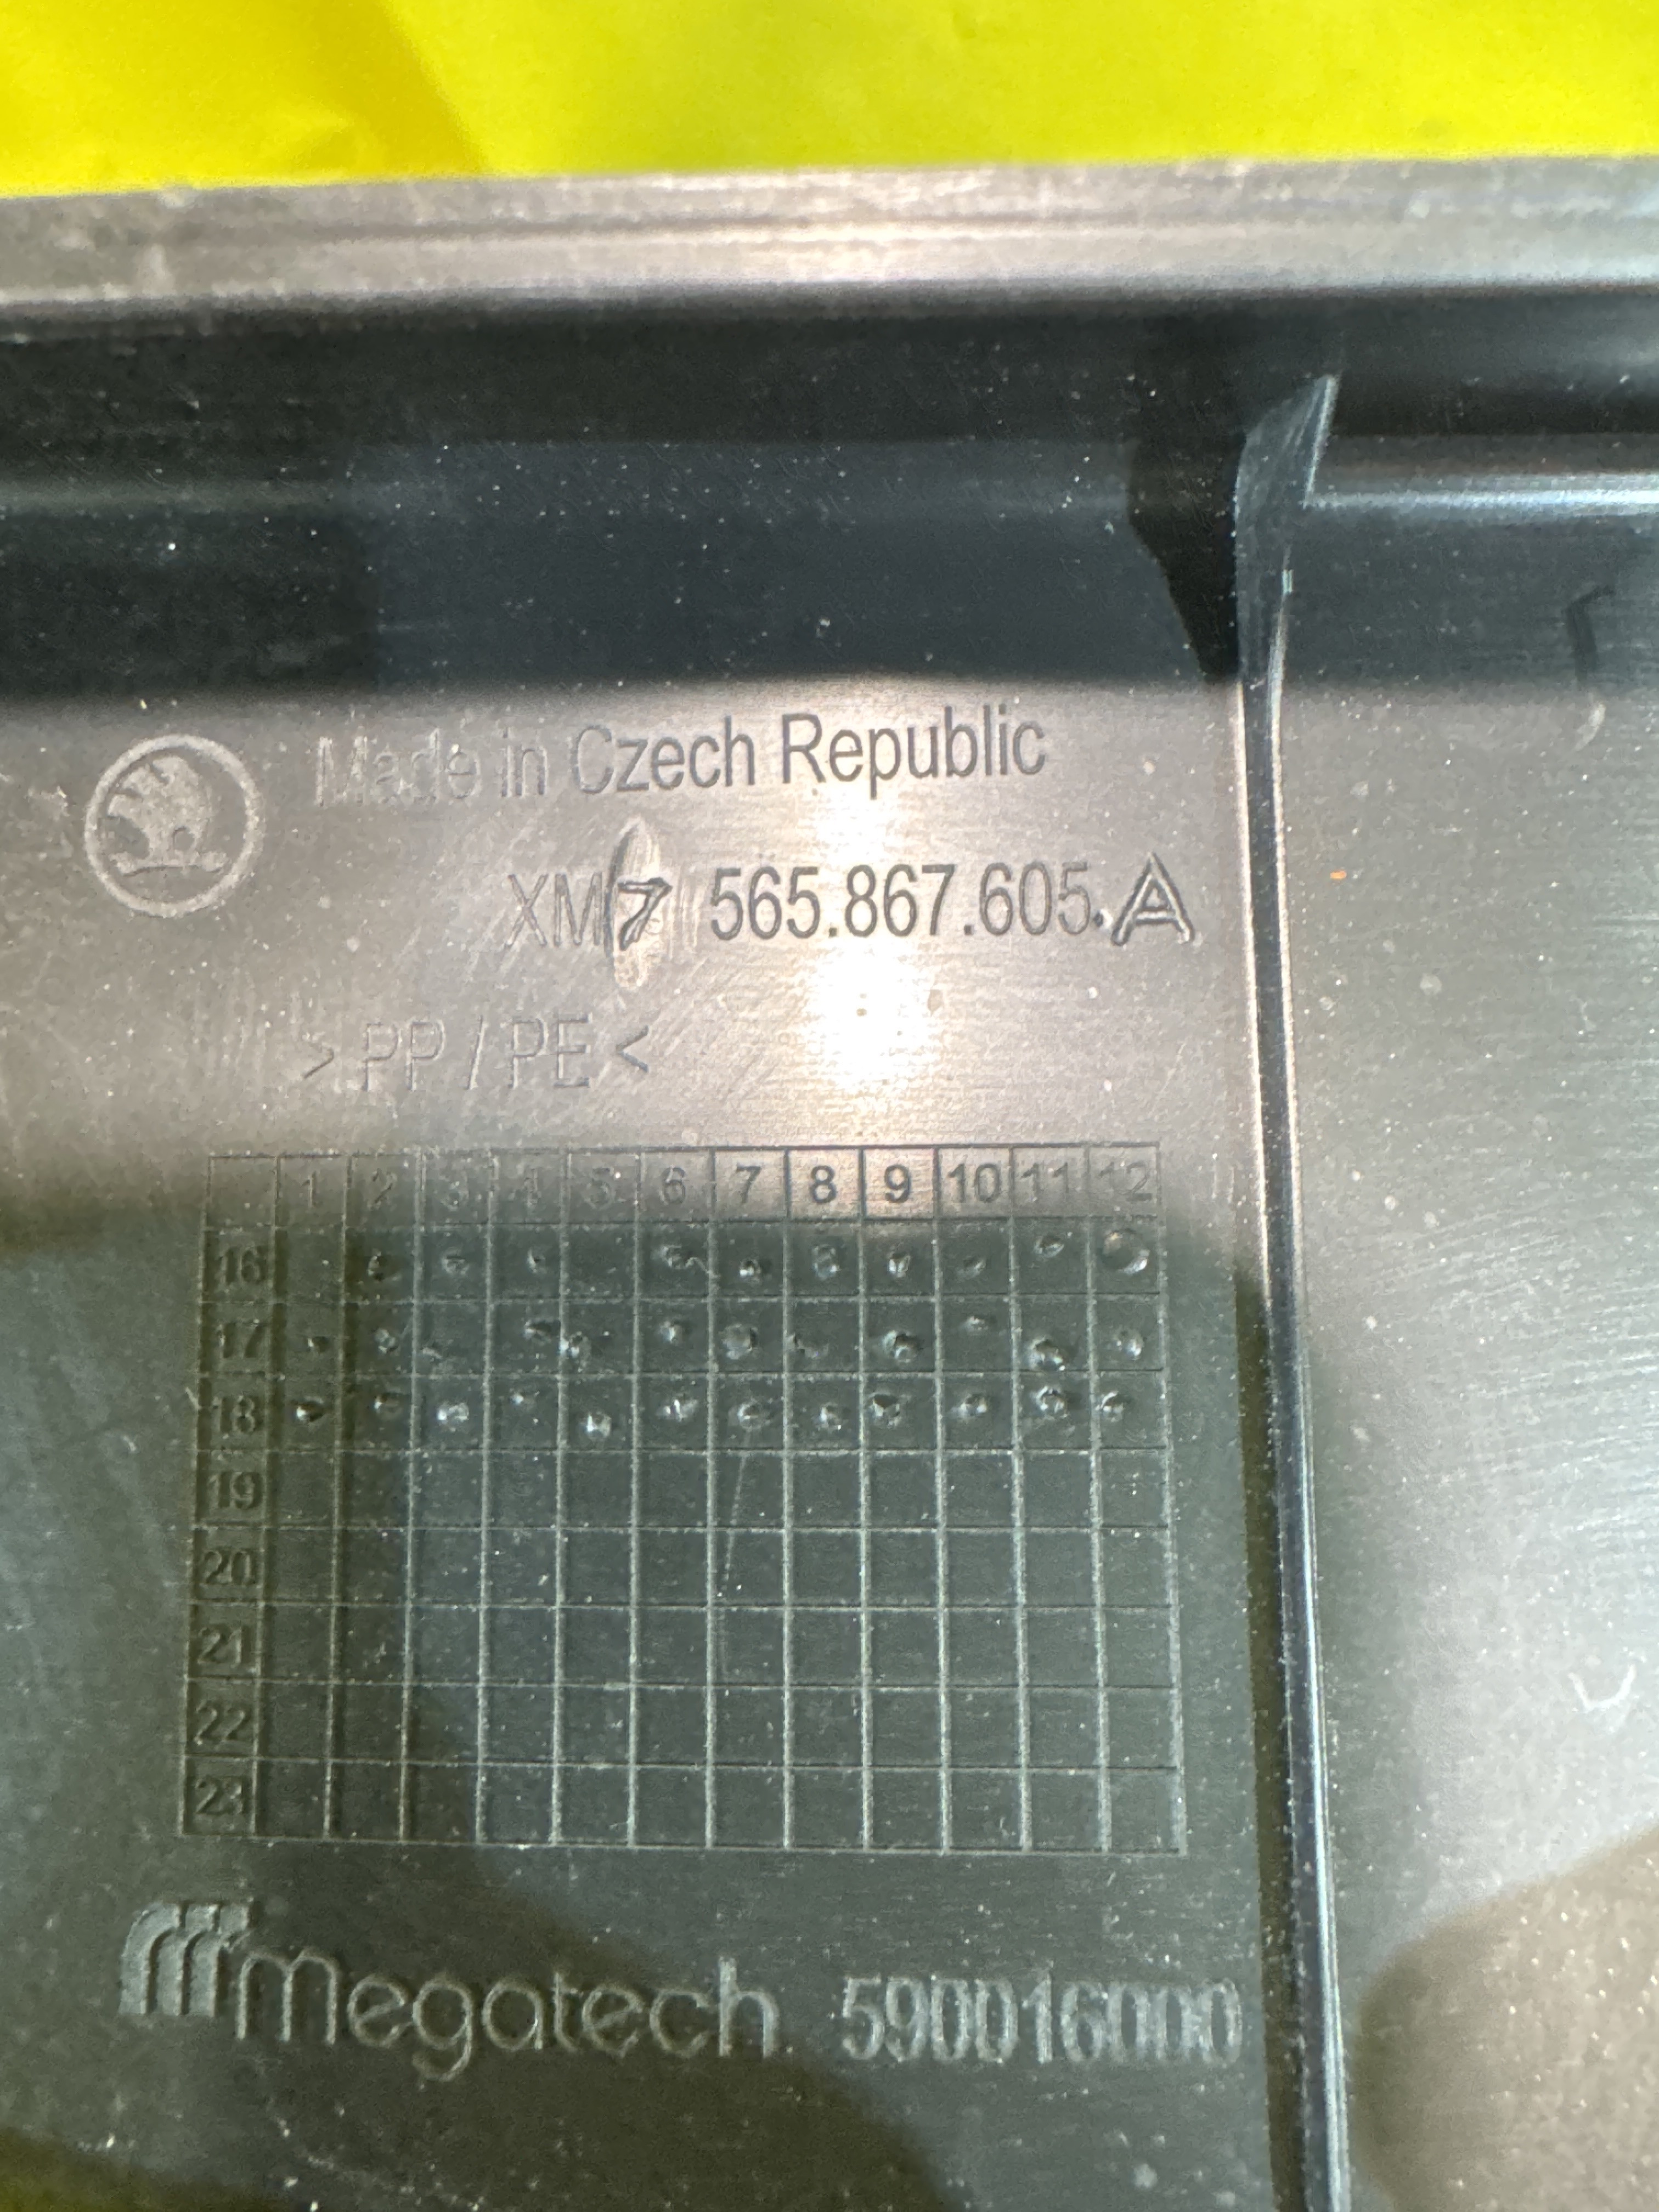 Made in Czech Republic
XM7 565.867.605.A
>PP/PE<
1 2 3 4 5 6 7 8 9 10 11 12
16
17
18
19
20
21
22
23
megatech 590016000